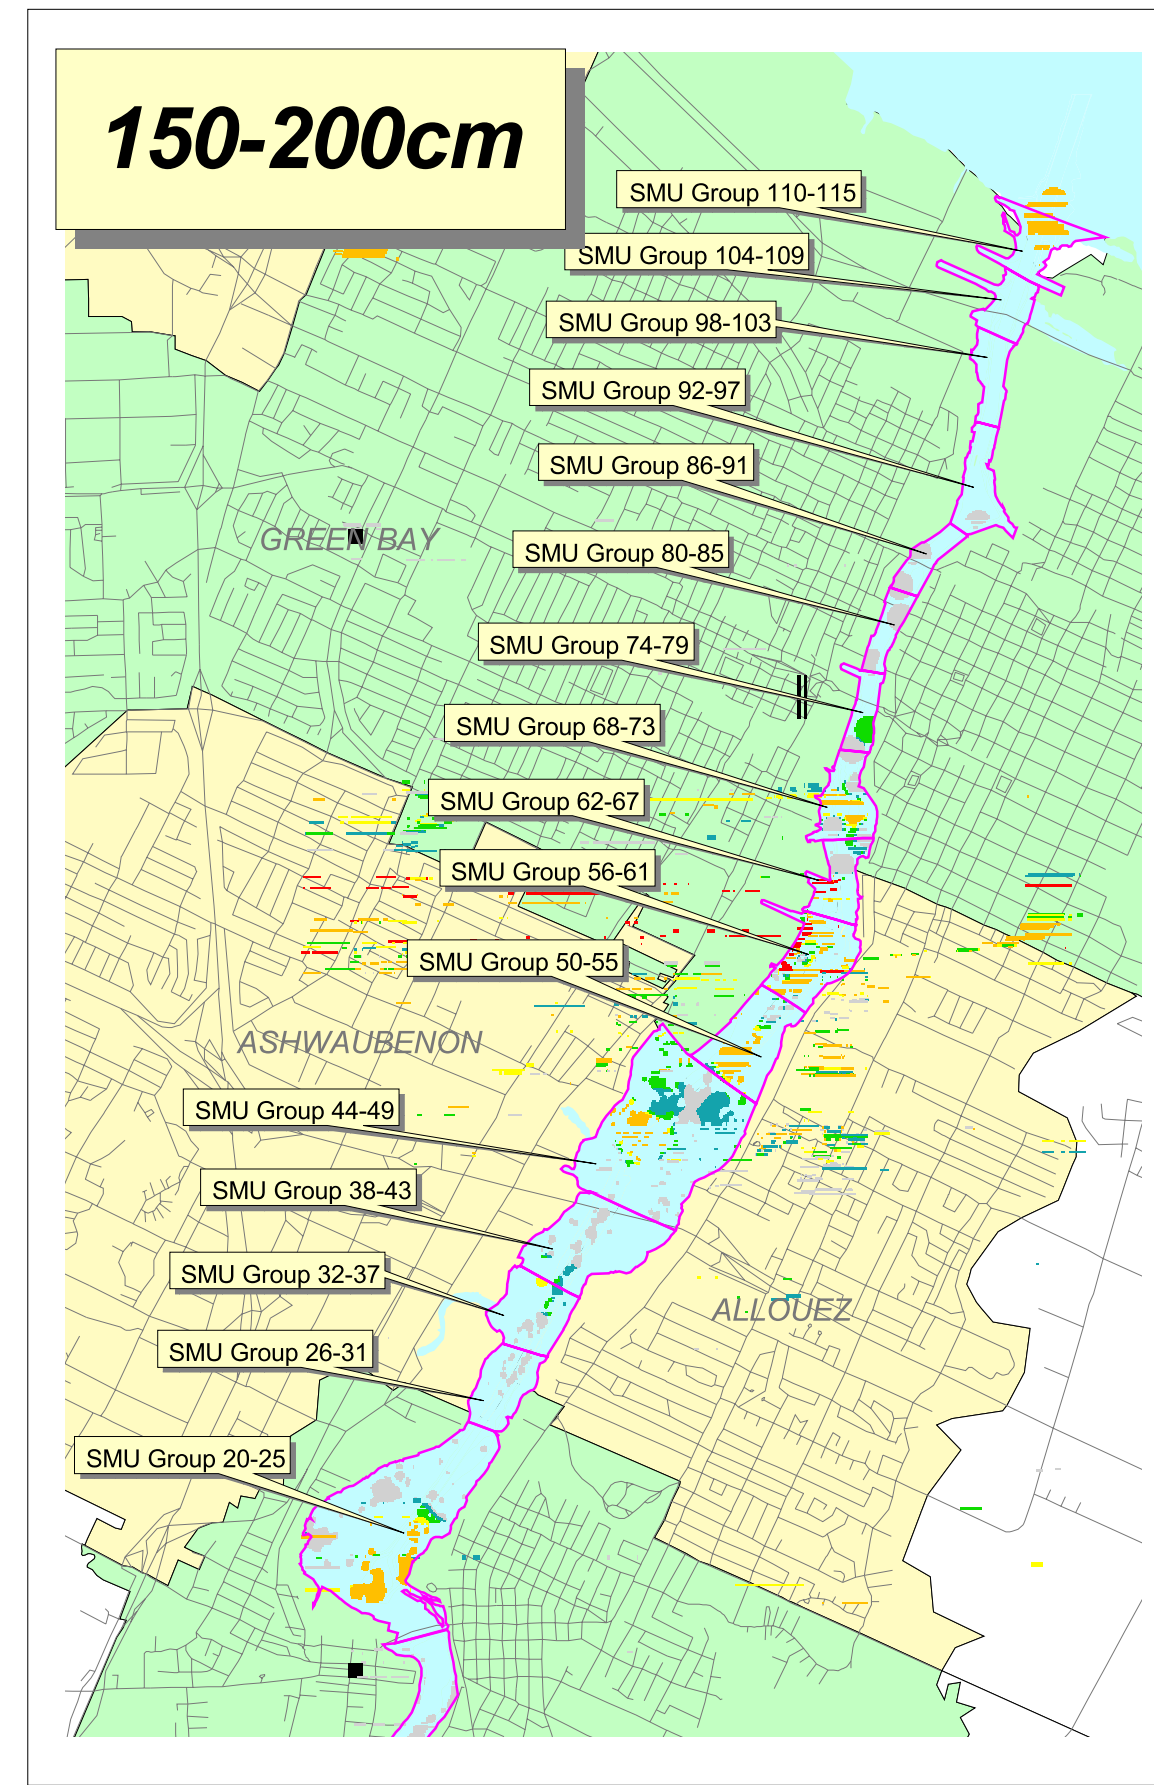 150-200cm
SMU Group 110-115
SMU Group 104-109
SMU Group 98-103
SMU Group 92-97
SMU Group 86-91
GREEN BAY
SMU Group 80-85
SMU Group 74-79
SMU Group 68-73
SMU Group 62-67
SMU Group 56-61
SMU Group 50-55
ASHWAUBENON
SMU Group 44-49
SMU Group 38-43
SMU Group 32-37
ALLOUEZ
SMU Group 26-31
SMU Group 20-25